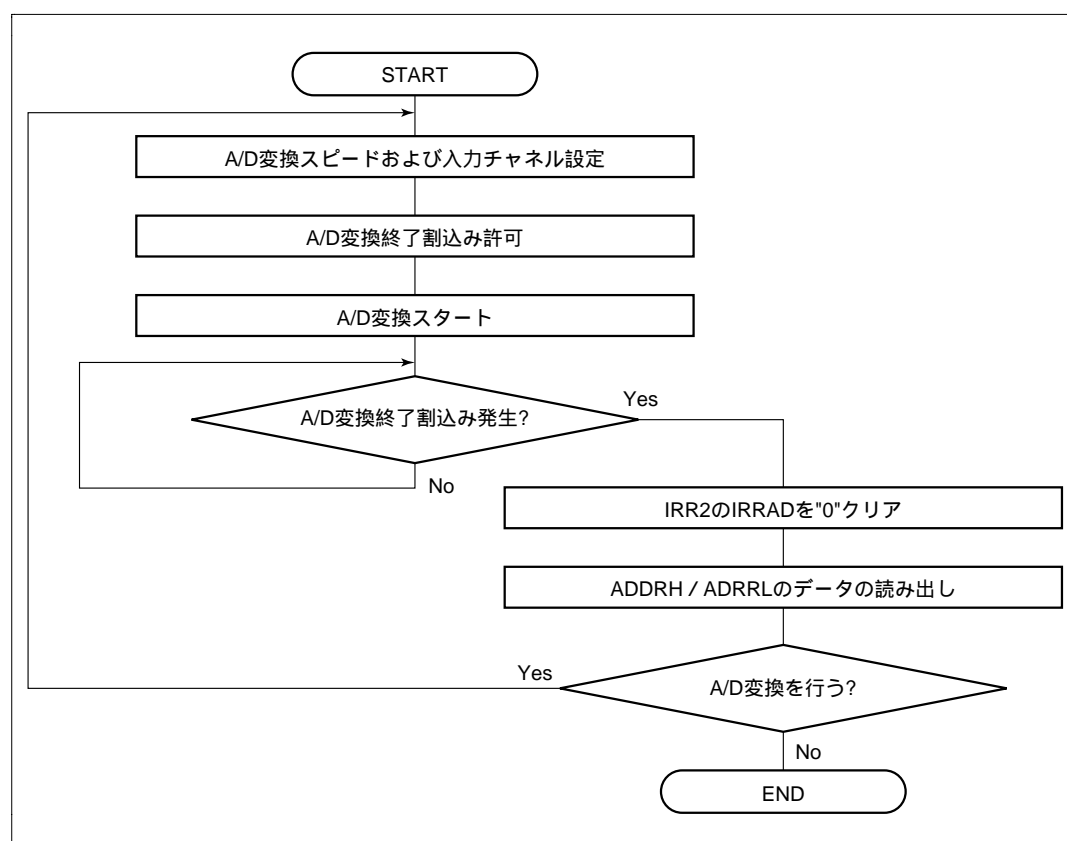 START
A/D変換スピードおよび入力チャネル設定
A/D変換終了割込み許可
A/D変換スタート
A/D変換終了割込み発生?
Yes
No
IRR2のIRRADを"0"クリア
ADDRH / ADRRLのデータの読み出し
A/D変換を行う?
Yes
No
END